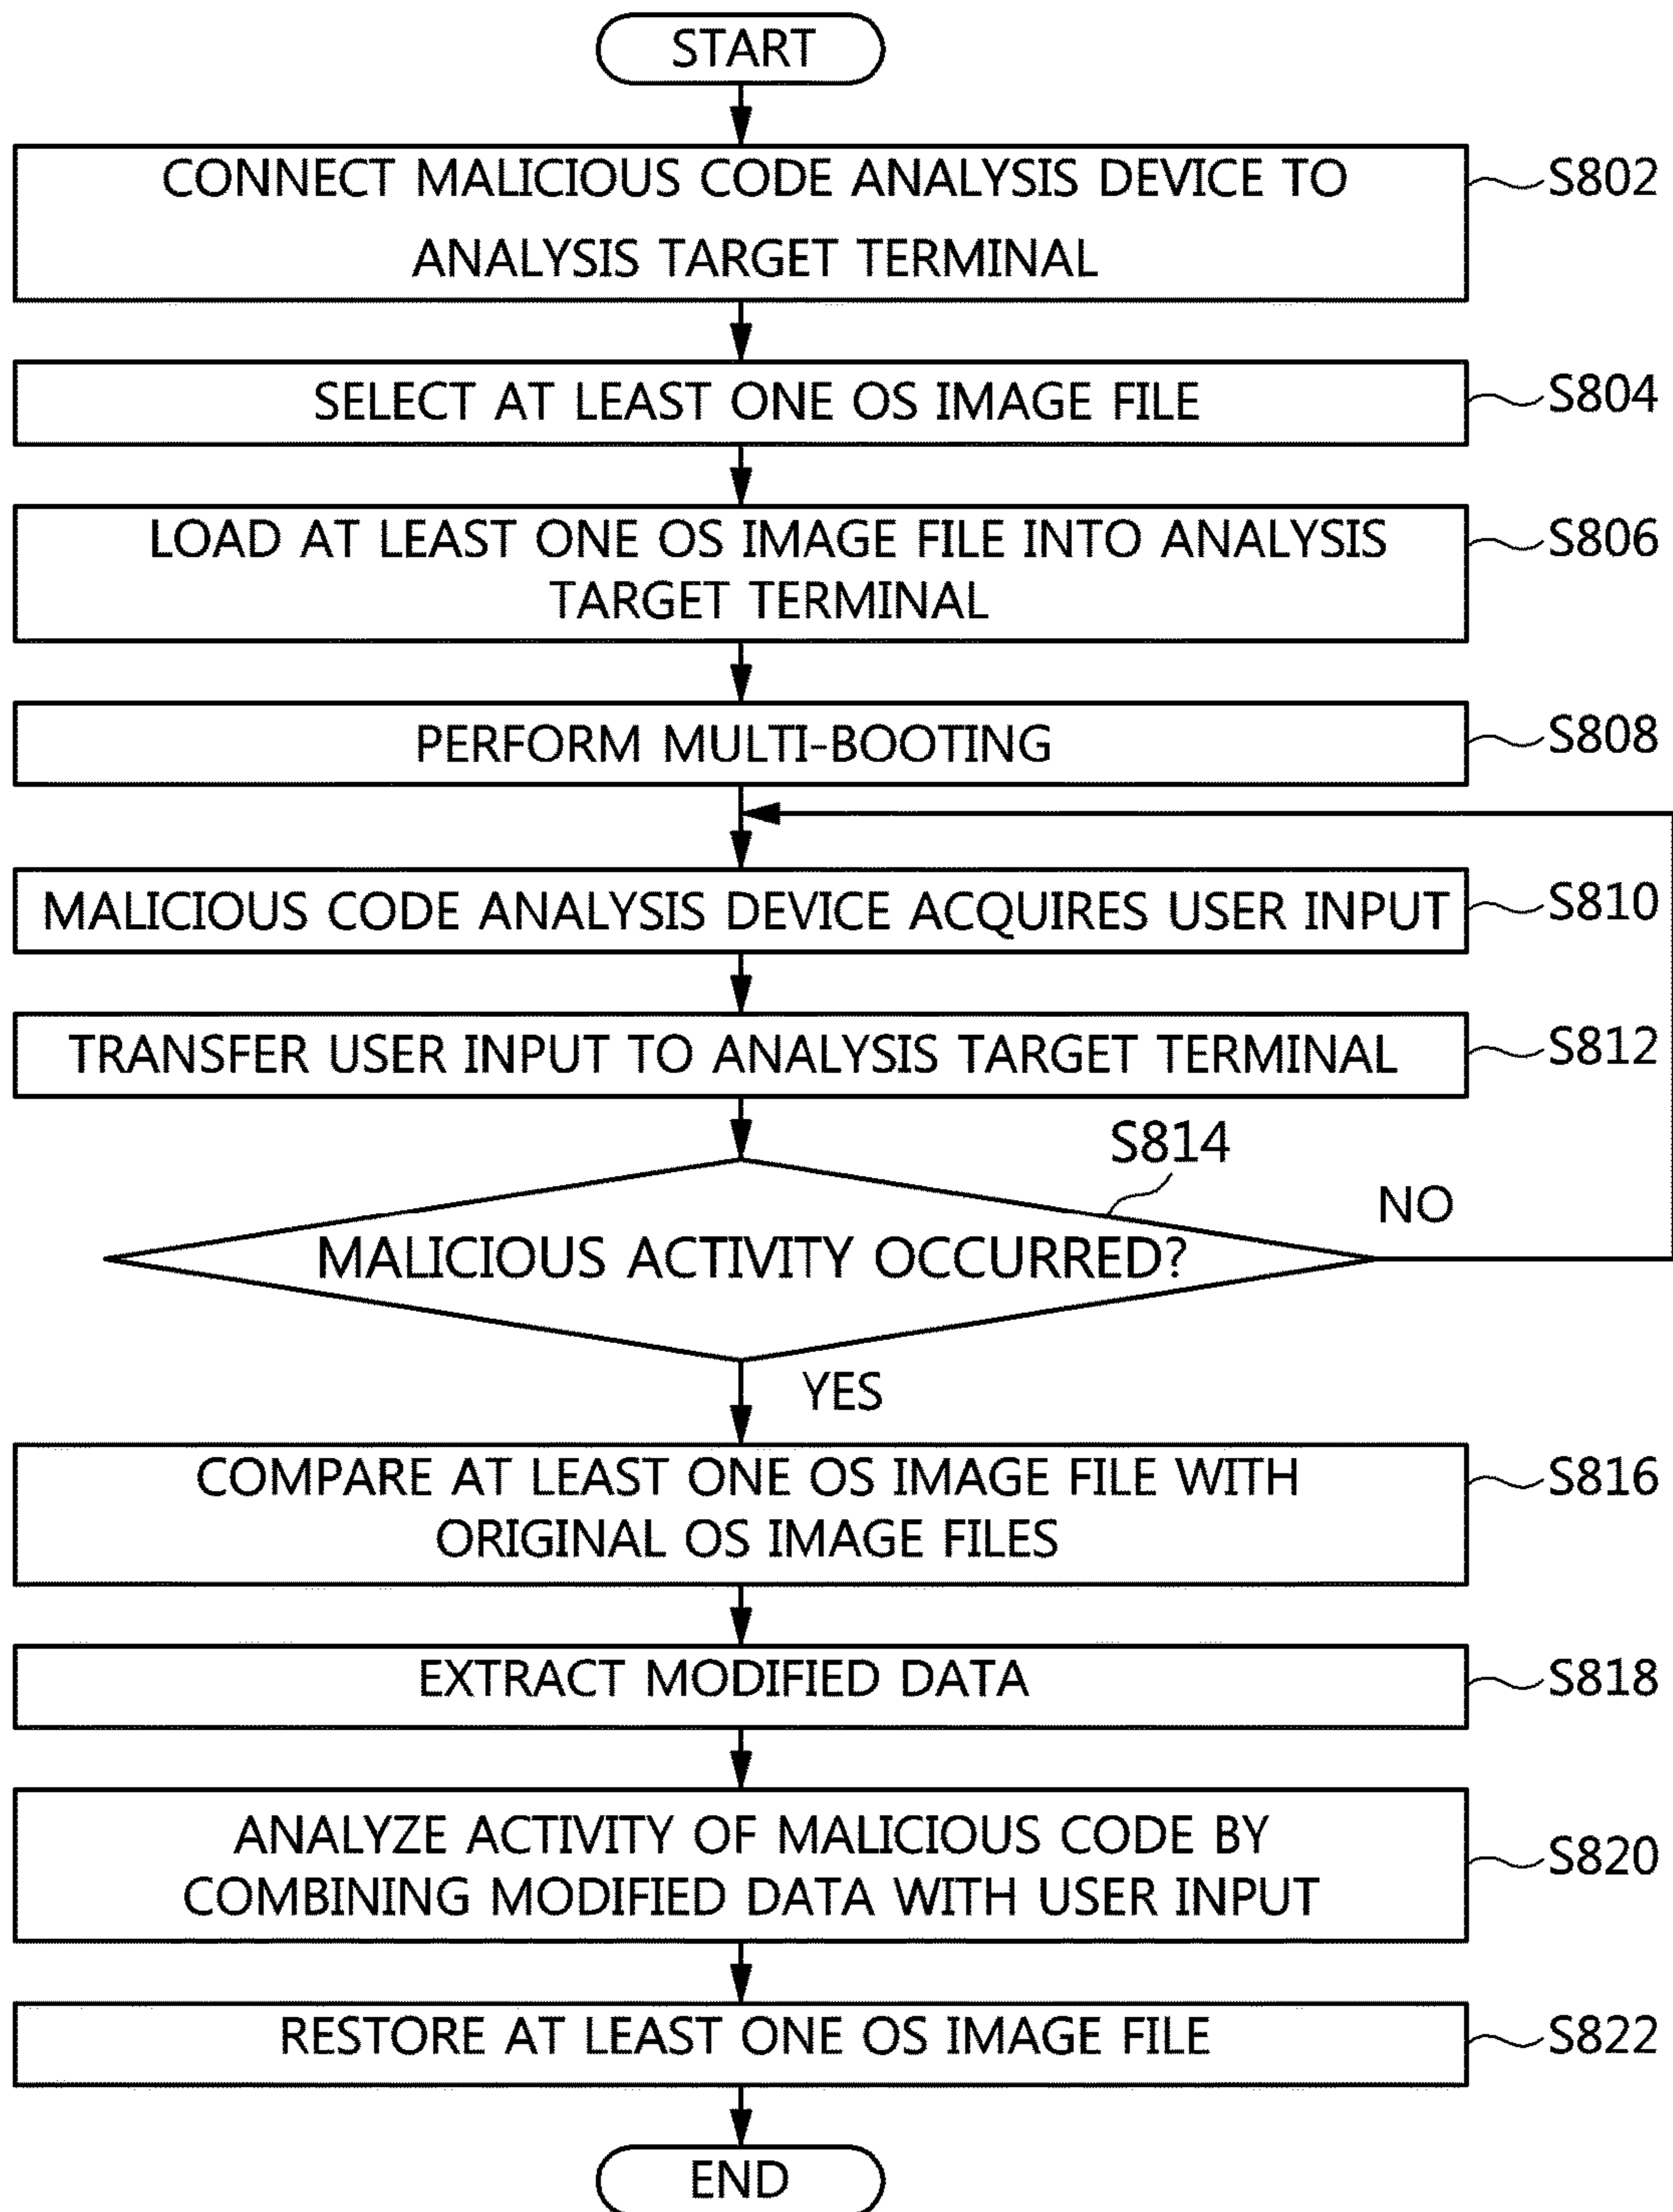 START
CONNECT MALICIOUS CODE ANALYSIS DEVICE TO
ANALYSIS TARGET TERMINAL
S802
SELECT AT LEAST ONE OS IMAGE FILE
S804
LOAD AT LEAST ONE OS IMAGE FILE INTO ANALYSIS
TARGET TERMINAL
S806
PERFORM MULTI-BOOTING
S808
MALICIOUS CODE ANALYSIS DEVICE ACQUIRES USER INPUT
S810
TRANSFER USER INPUT TO ANALYSIS TARGET TERMINAL
S812
S814
MALICIOUS ACTIVITY OCCURRED?
NO
YES
COMPARE AT LEAST ONE OS IMAGE FILE WITH
ORIGINAL OS IMAGE FILES
S816
EXTRACT MODIFIED DATA
S818
ANALYZE ACTIVITY OF MALICIOUS CODE BY
COMBINING MODIFIED DATA WITH USER INPUT
S820
RESTORE AT LEAST ONE OS IMAGE FILE
S822
END